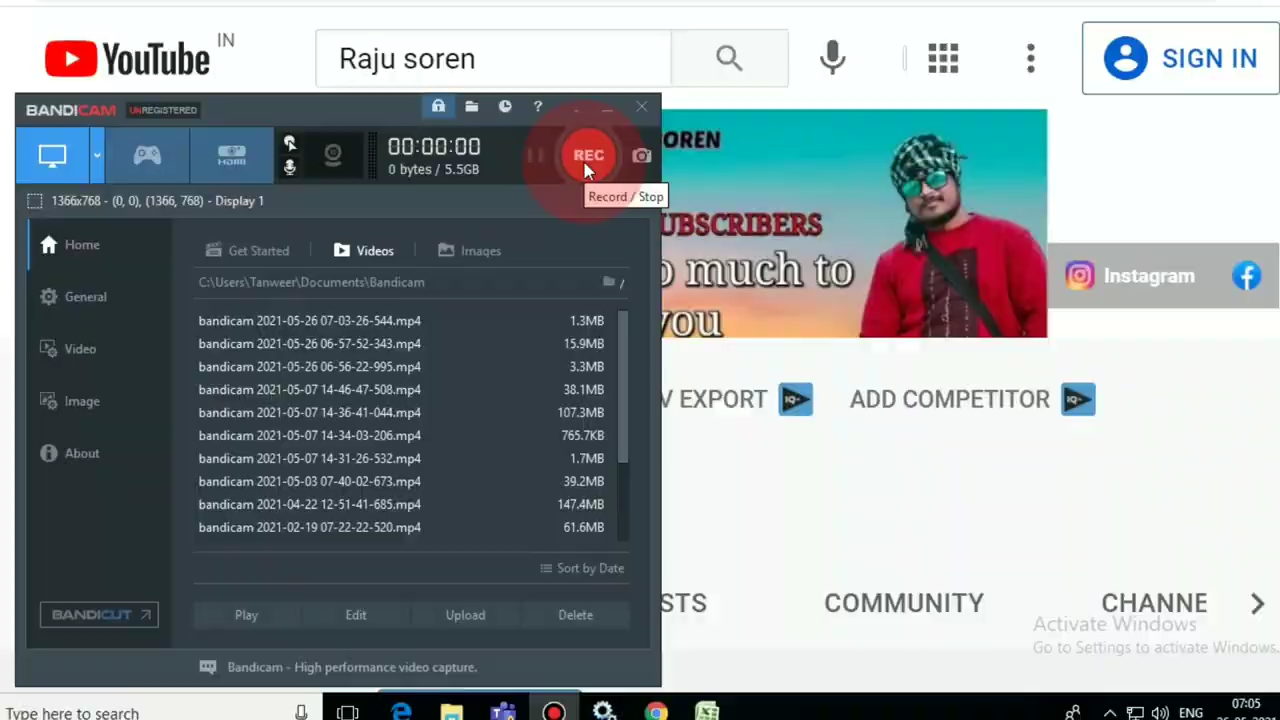 YouTube IN
Raju soren
SIGN IN
BANDICAM UNREGISTERED
?
HDMI
00:00:00
0 bytes / 5.5GB
REC
Record / Stop
1366x768 - (0, 0), (1366, 768) - Display 1
Home
General
Video
Image
About
BANDICUT
Get Started
Videos
Images
C:\Users\Tanweer\Documents\Bandicam
/
bandicam 2021-05-26 07-03-26-544.mp4 1.3MB
bandicam 2021-05-26 06-57-52-343.mp4 15.9MB
bandicam 2021-05-26 06-56-22-995.mp4 3.3MB
bandicam 2021-05-07 14-46-47-508.mp4 38.1MB
bandicam 2021-05-07 14-36-41-044.mp4 107.3MB
bandicam 2021-05-07 14-34-03-206.mp4 765.7KB
bandicam 2021-05-07 14-31-26-532.mp4 1.7MB
bandicam 2021-05-03 07-40-02-673.mp4 39.2MB
bandicam 2021-04-22 12-51-41-685.mp4 147.4MB
bandicam 2021-02-19 07-22-22-520.mp4 61.6MB
Sort by Date
Play Edit Upload Delete
Bandicam - High performance video capture.
OREN
UBSCRIBERS
o much to
you
Instagram
V EXPORT IQ
ADD COMPETITOR IQ
STS COMMUNITY CHANNE
Activate Windows
Go to Settings to activate Windows.
Type here to search
ENG
07:05